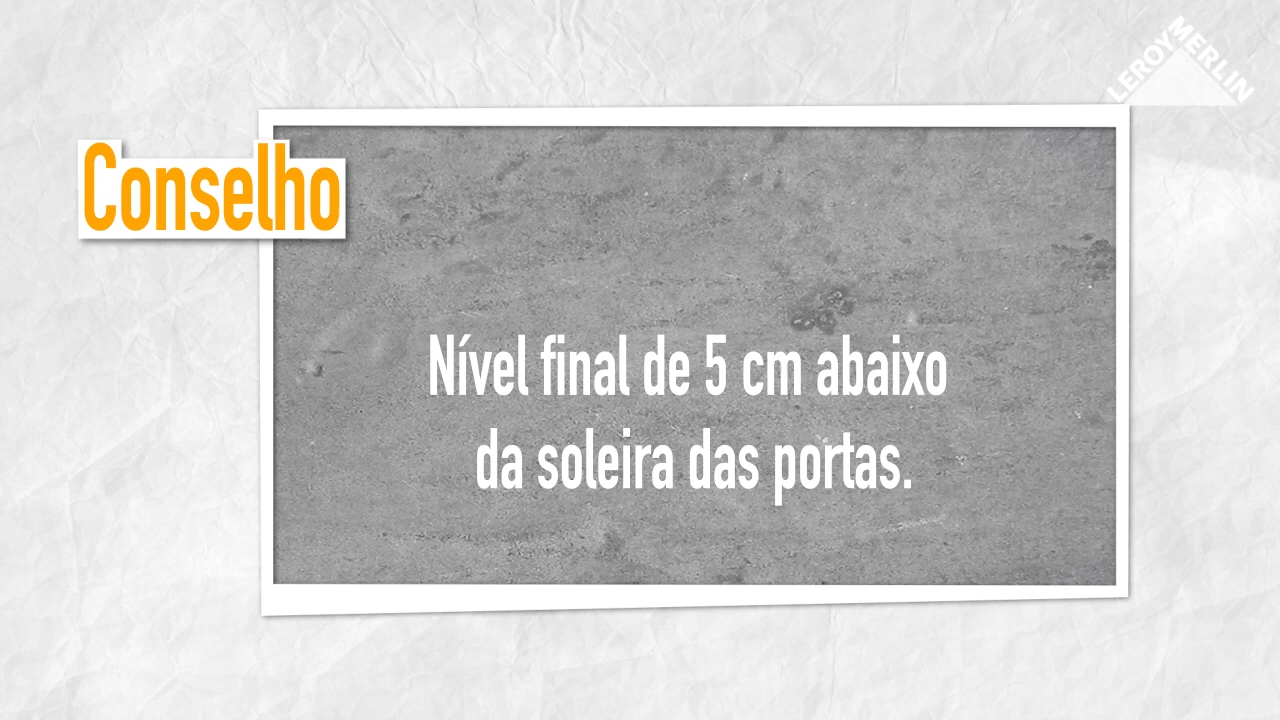 LEROY MERLIN
Conselho
Nível final de 5 cm abaixo
da soleira das portas.